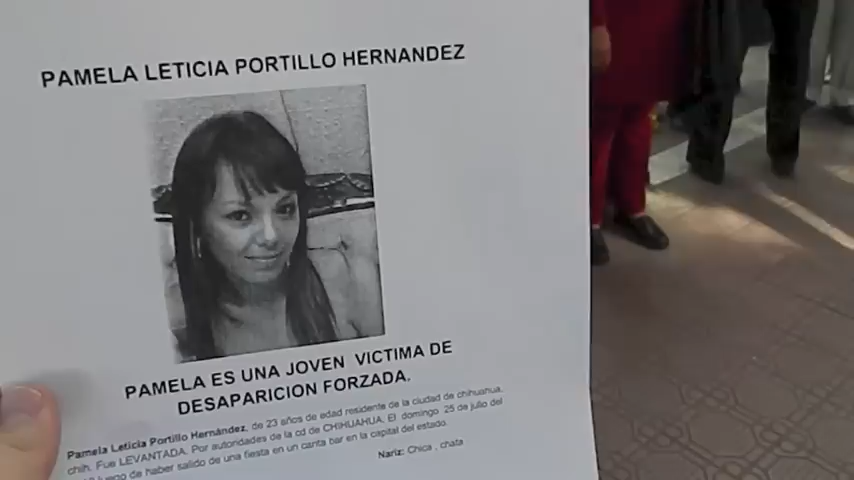 PAMELA LETICIA PORTILLO HERNANDEZ
PAMELA ES UNA JOVEN VICTIMA DE
DESAPARICION FORZADA.
Pamela Leticia Portillo Hernández, de 23 años de edad residente de la ciudad de chihuahua,
chih. Fue LEVANTADA. Por autoridades de la cd de CHIHUAHUA. El domingo 25 de julio del
luego de haber salido de una fiesta en un canta bar en la capital del estado.
Nariz: Chica , chata